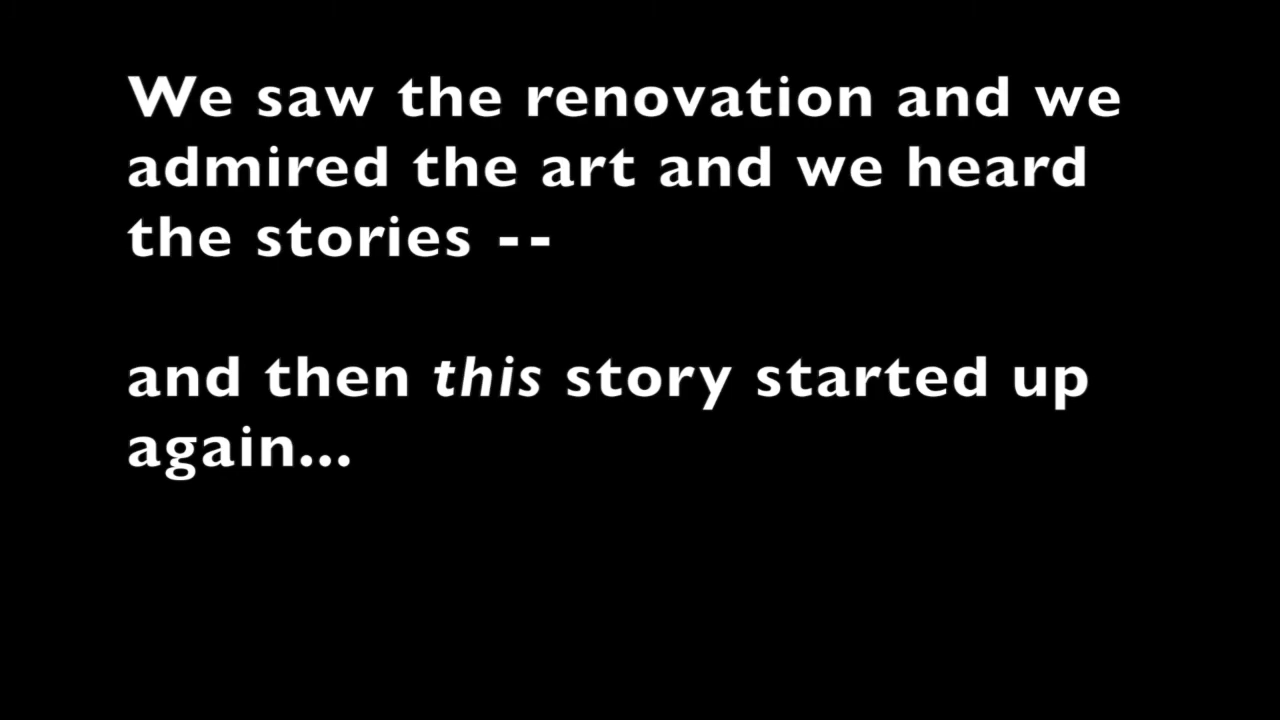 We saw the renovation and we
admired the art and we heard
the stories --
and then this story started up
again...